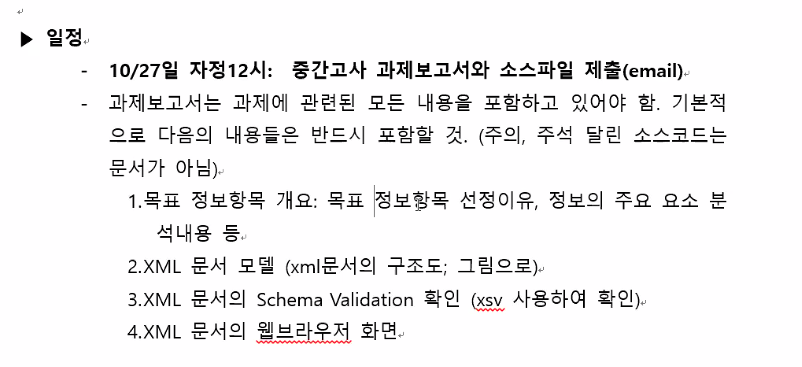 ▶ 일정
- 10/27일 자정12시: 중간고사 과제보고서와 소스파일 제출(email)
- 과제보고서는 과제에 관련된 모든 내용을 포함하고 있어야 함. 기본적
으로 다음의 내용들은 반드시 포함할 것. (주의, 주석 달린 소스코드는
문서가 아님)
1.목표 정보항목 개요: 목표 정보항목 선정이유, 정보의 주요 요소 분
석내용 등
2.XML 문서 모델 (xml문서의 구조도; 그림으로)
3.XML 문서의 Schema Validation 확인 (xsv 사용하여 확인)
4.XML 문서의 웹브라우저 화면